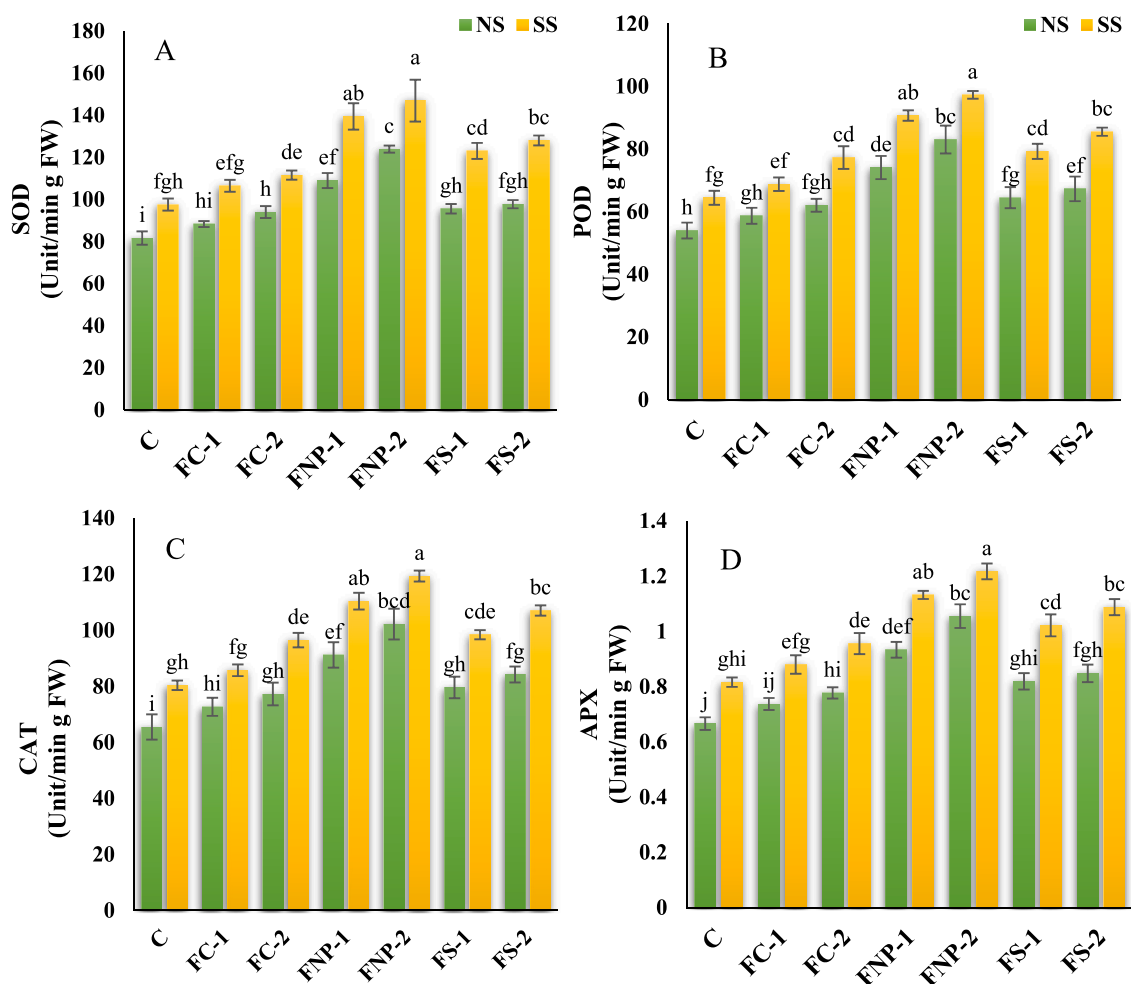 NS SS
A
SOD
(Unit/min g FW)
180
160
140
120
100
80
60
40
20
0
i fgh hi efg h de ef ab c a gh cd fgh bc
C FC-1 FC-2 FNP-1 FNP-2 FS-1 FS-2
NS SS
B
POD
(Unit/min g FW)
120
100
80
60
40
20
0
h fg gh ef fgh cd de ab bc a fg cd ef bc
C FC-1 FC-2 FNP-1 FNP-2 FS-1 FS-2
C
CAT
(Unit/min g FW)
140
120
100
80
60
40
20
0
i gh hi fg gh de ef ab bcd a gh cde fg bc
C FC-1 FC-2 FNP-1 FNP-2 FS-1 FS-2
D
APX
(Unit/min g FW)
1.4
1.2
1
0.8
0.6
0.4
0.2
0
j ghi ij efg hi de def ab bc a ghi cd fgh bc
C FC-1 FC-2 FNP-1 FNP-2 FS-1 FS-2